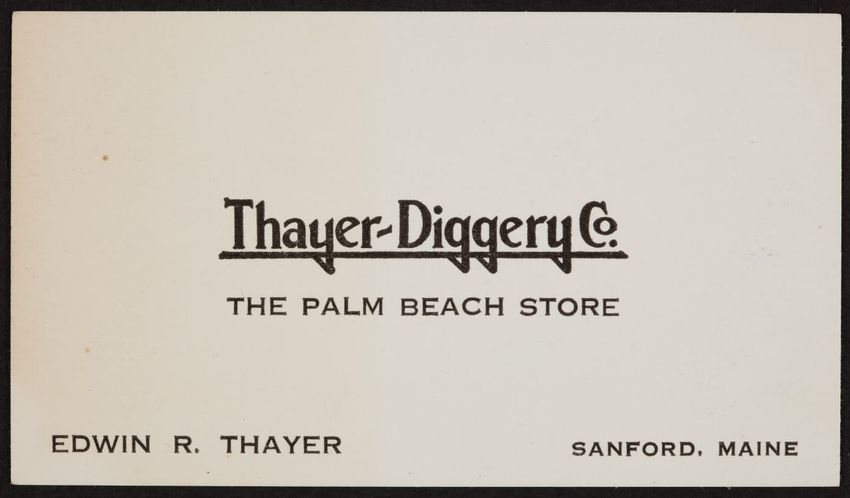 Thayer-Diggery Co.
THE PALM BEACH STORE
EDWIN R. THAYER
SANFORD, MAINE